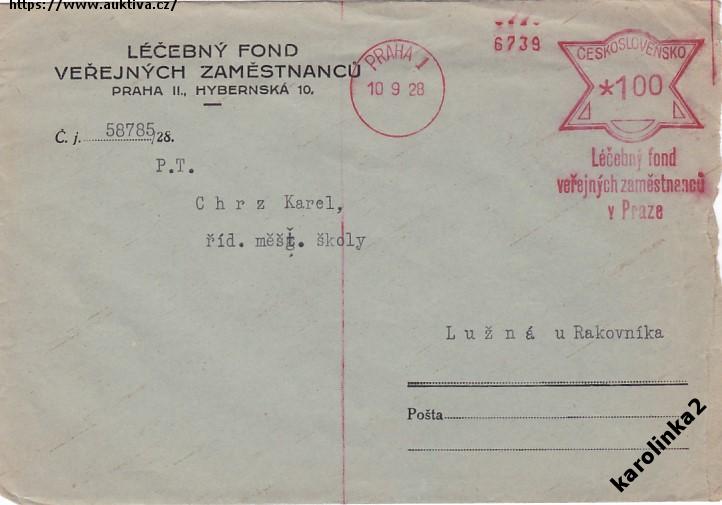 https://www.auktiva.cz/
LÉČEBNÝ FOND
VEŘEJNÝCH ZAMĚSTNANCŮ
PRAHA II., HYBERNSKÁ 10.
Č. j. 58785/28.
PRAHA 1
10 9 28
6739
ČESKOSLOVENSKO
*100
Léčebný fond
veřejných zaměstnanců
v Praze
P.T.
Chrz Karel,
říd. měšť. školy
Lužná u Rakovníka
Pošta
karolinka2